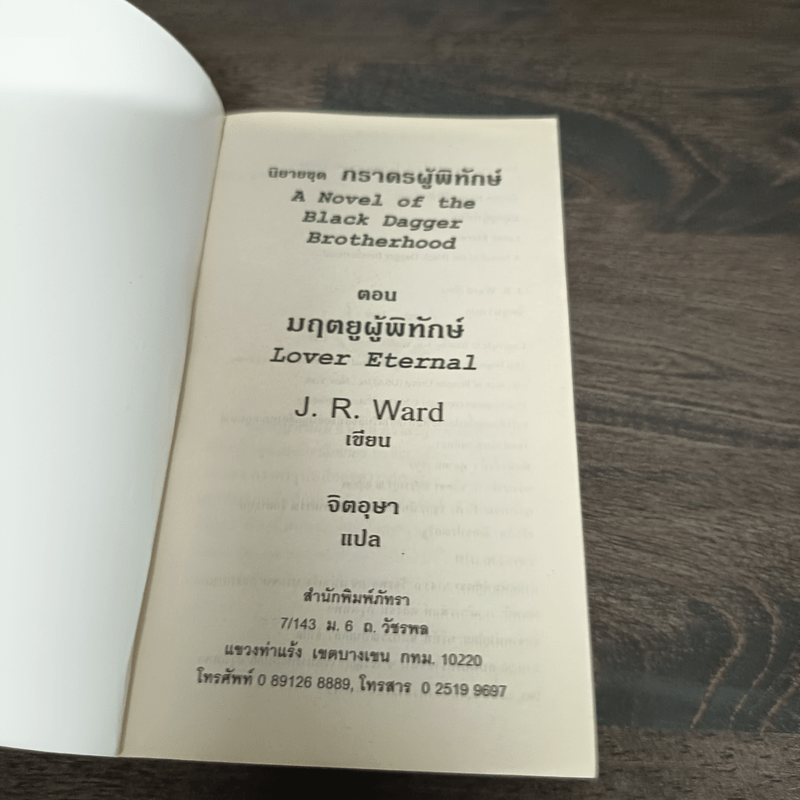 นิยายชุด กราดรผู้พิทักษ์
A Novel of the
Black Dagger
Brotherhood
ตอน
มฤตยูผู้พิทักษ์
Lover Eternal
J. R. Ward
เขียน
จิตอุษา
แปล
สำนักพิมพ์ภัทรา
7/143 ม. 6 ถ. วัชรพล
แขวงท่าแร้ง เขตบางเขน กทม. 10220
โทรศัพท์ 0 89126 8889, โทรสาร 0 2519 9697